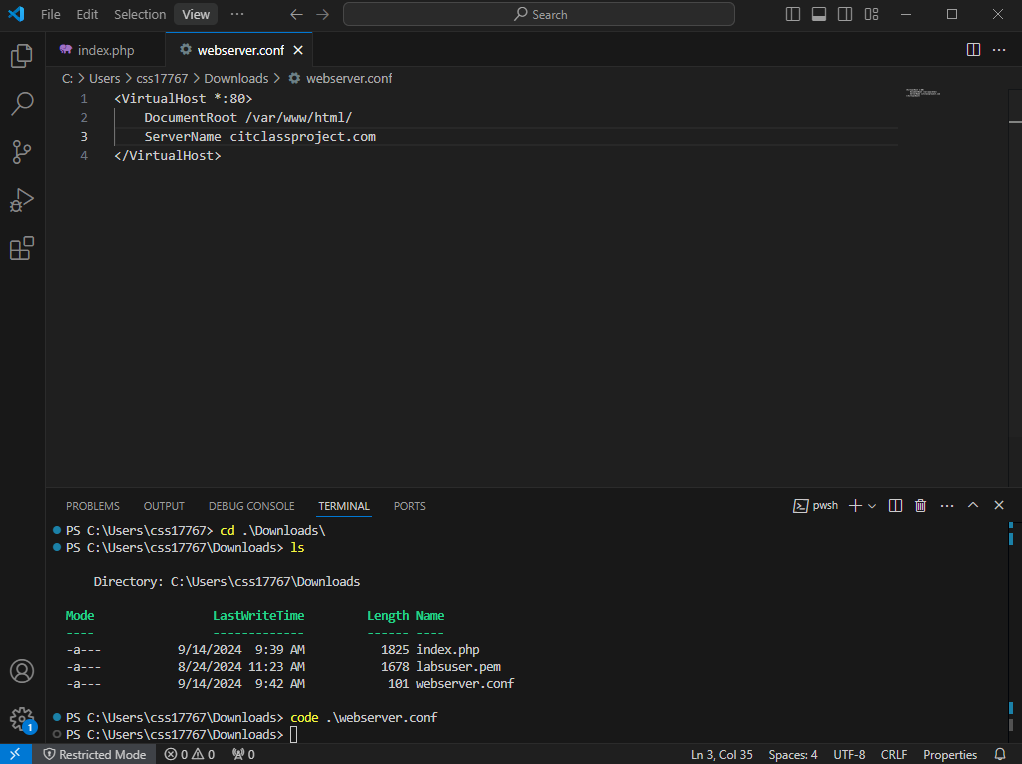 File Edit Selection View ··· Search
index.php webserver.conf
C: > Users > css17767 > Downloads > webserver.conf
1 <VirtualHost *:80>
2 DocumentRoot /var/www/html/
3 ServerName citclassproject.com
4 </VirtualHost>
PROBLEMS OUTPUT DEBUG CONSOLE TERMINAL PORTS pwsh
PS C:\Users\css17767> cd .\Downloads\
PS C:\Users\css17767\Downloads> ls
Directory: C:\Users\css17767\Downloads
Mode LastWriteTime Length Name
---- ------------- ------ ----
-a--- 9/14/2024 9:39 AM 1825 index.php
-a--- 8/24/2024 11:23 AM 1678 labsuser.pem
-a--- 9/14/2024 9:42 AM 101 webserver.conf
PS C:\Users\css17767\Downloads> code .\webserver.conf
PS C:\Users\css17767\Downloads>
1
Restricted Mode 0 0 0 Ln 3, Col 35 Spaces: 4 UTF-8 CRLF Properties